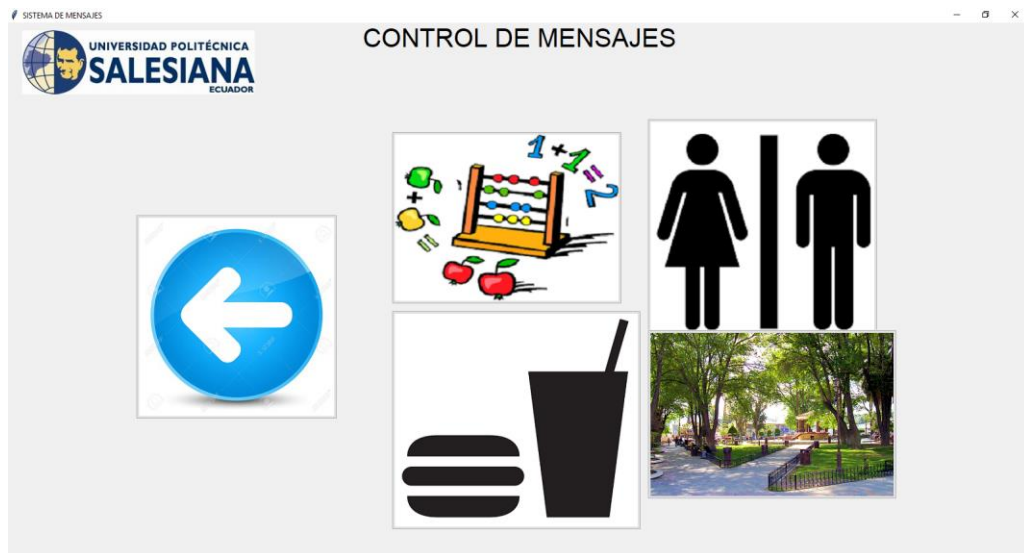 SISTEMA DE MENSAJES
CONTROL DE MENSAJES
UNIVERSIDAD POLITÉCNICA
SALESIANA
ECUADOR
1+1=2
+
=